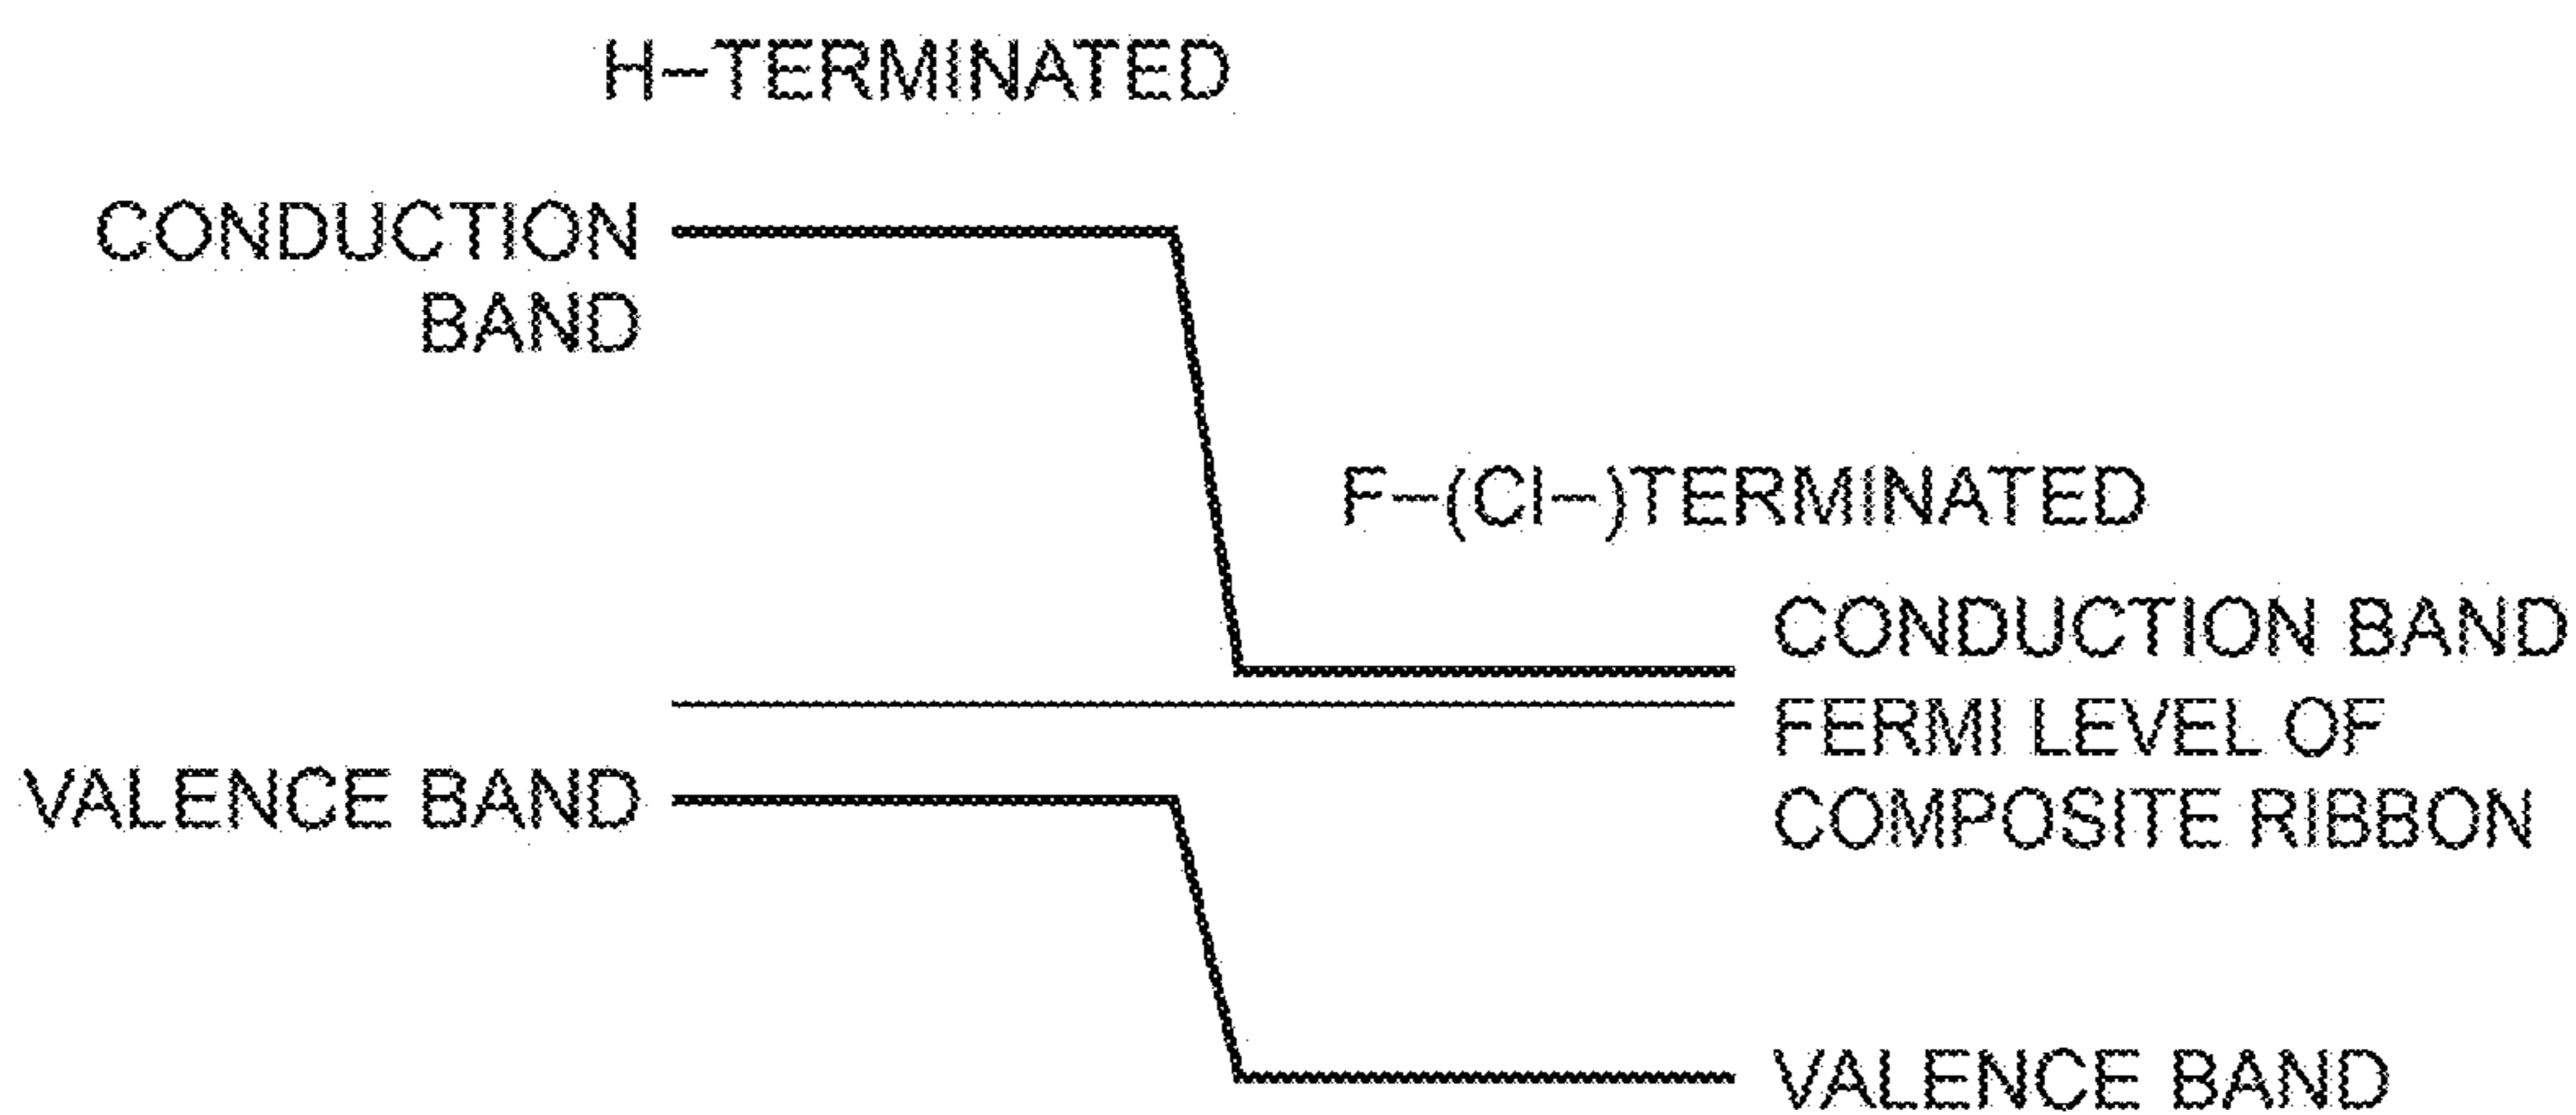 H–TERMINATED
CONDUCTION
BAND
F–(Cl–)TERMINATED
CONDUCTION BAND
FERMI LEVEL OF
COMPOSITE RIBBON
VALENCE BAND
VALENCE BAND